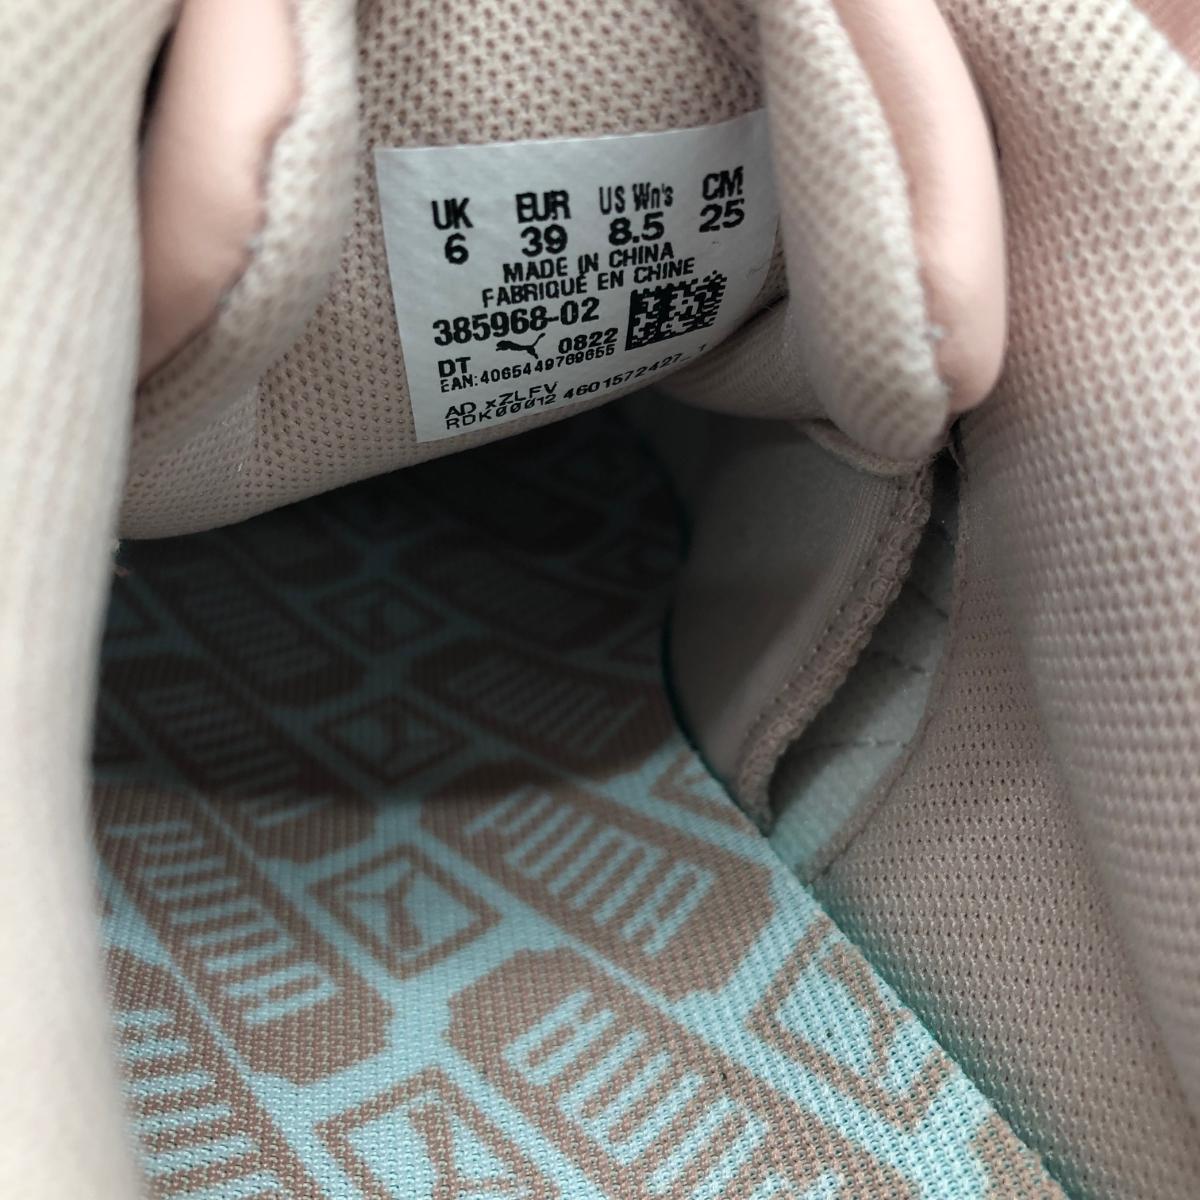 UK EUR US Wn's CM
6 39 8.5 25
MADE IN CHINA
FABRIQUÉ EN CHINE
385968-02
DT 0822
EAN:4065449769655
AD xZLFV
RDK00012 4601572427_1
PUMA
PUMA
PUMA